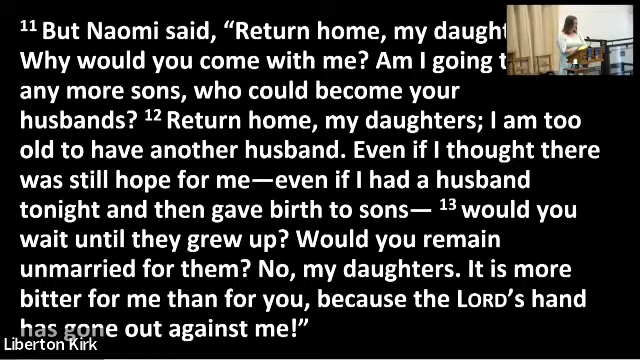 11 But Naomi said, “Return home, my daught
Why would you come with me? Am I going t
any more sons, who could become your
husbands? 12 Return home, my daughters; I am too
old to have another husband. Even if I thought there
was still hope for me—even if I had a husband
tonight and then gave birth to sons— 13 would you
wait until they grew up? Would you remain
unmarried for them? No, my daughters. It is more
bitter for me than for you, because the LORD’s hand
has gone out against me!”
Liberton Kirk